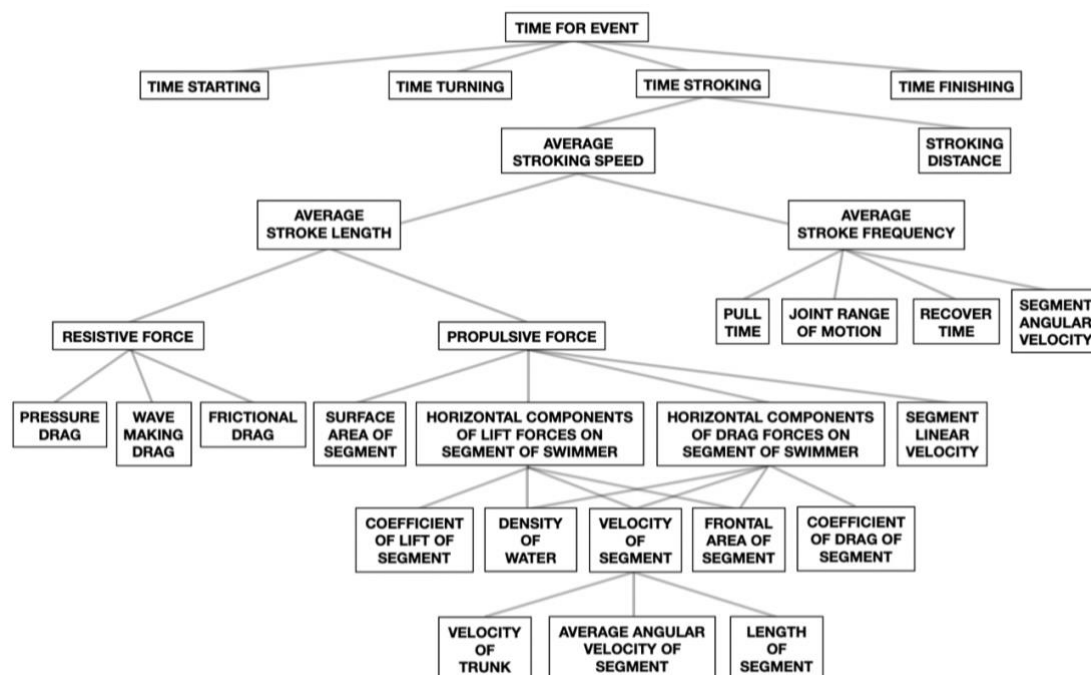 TIME FOR EVENT
TIME STARTING
TIME TURNING
TIME STROKING
TIME FINISHING
AVERAGE
STROKING SPEED
STROKING
DISTANCE
AVERAGE
STROKE LENGTH
AVERAGE
STROKE FREQUENCY
PULL
TIME
JOINT RANGE
OF MOTION
RECOVER
TIME
SEGMENT
ANGULAR
VELOCITY
RESISTIVE FORCE
PROPULSIVE FORCE
PRESSURE
DRAG
WAVE
MAKING
DRAG
FRICTIONAL
DRAG
SURFACE
AREA OF
SEGMENT
HORIZONTAL COMPONENTS
OF LIFT FORCES ON
SEGMENT OF SWIMMER
HORIZONTAL COMPONENTS
OF DRAG FORCES ON
SEGMENT OF SWIMMER
SEGMENT
LINEAR
VELOCITY
COEFFICIENT
OF LIFT OF
SEGMENT
DENSITY
OF
WATER
VELOCITY
OF
SEGMENT
FRONTAL
AREA OF
SEGMENT
COEFFICIENT
OF DRAG OF
SEGMENT
VELOCITY
OF
TRUNK
AVERAGE ANGULAR
VELOCITY OF
SEGMENT
LENGTH
OF
SEGMENT